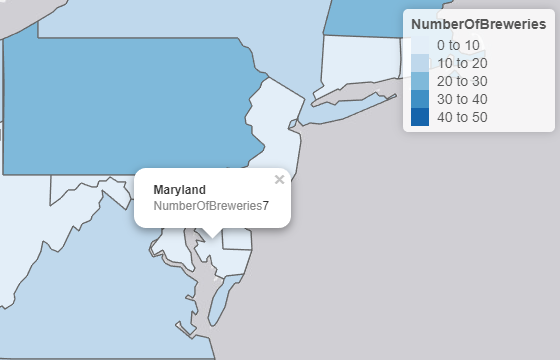 NumberOfBreweries
0 to 10
10 to 20
20 to 30
30 to 40
40 to 50
Maryland
NumberOfBreweries7
×